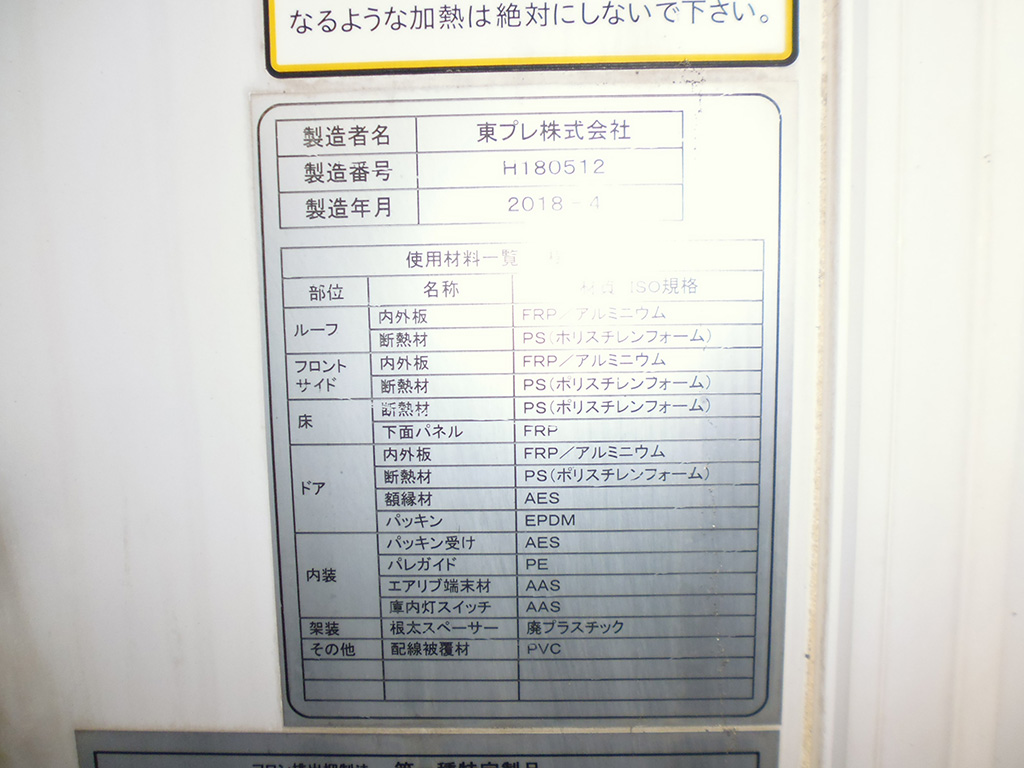 なるような加熱は絶対にしないで下さい。
製造者名 東プレ株式会社
製造番号 H180512
製造年月 2018-4
使用材料一覧
部位 名称 材質 ISO規格
ルーフ 内外板 FRP/アルミニウム
断熱材 PS(ポリスチレンフォーム)
フロント サイド 内外板 FRP/アルミニウム
断熱材 PS(ポリスチレンフォーム)
床 断熱材 PS(ポリスチレンフォーム)
下面パネル FRP
ドア 内外板 FRP/アルミニウム
断熱材 PS(ポリスチレンフォーム)
額縁材 AES
パッキン EPDM
内装 パッキン受け AES
パレガイド PE
エアリブ端末材 AAS
庫内灯スイッチ AAS
架装 根太スペーサー 廃プラスチック
その他 配線被覆材 PVC
第一種特定製品